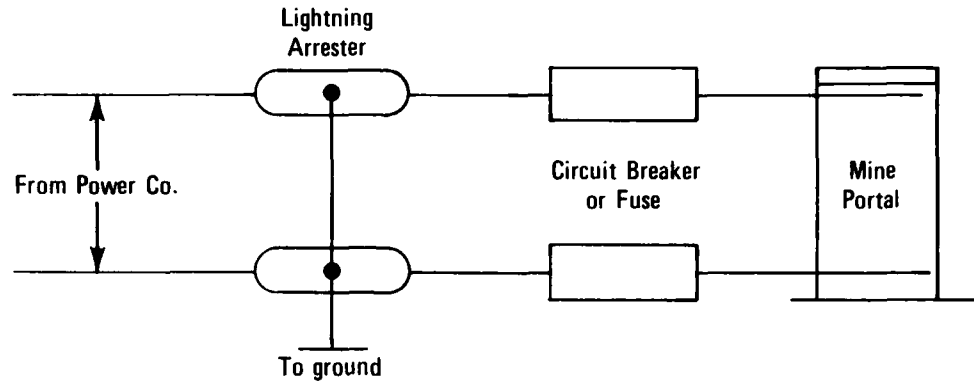 Lightning
Arrester
From Power Co.
Circuit Breaker
or Fuse
Mine
Portal
To ground